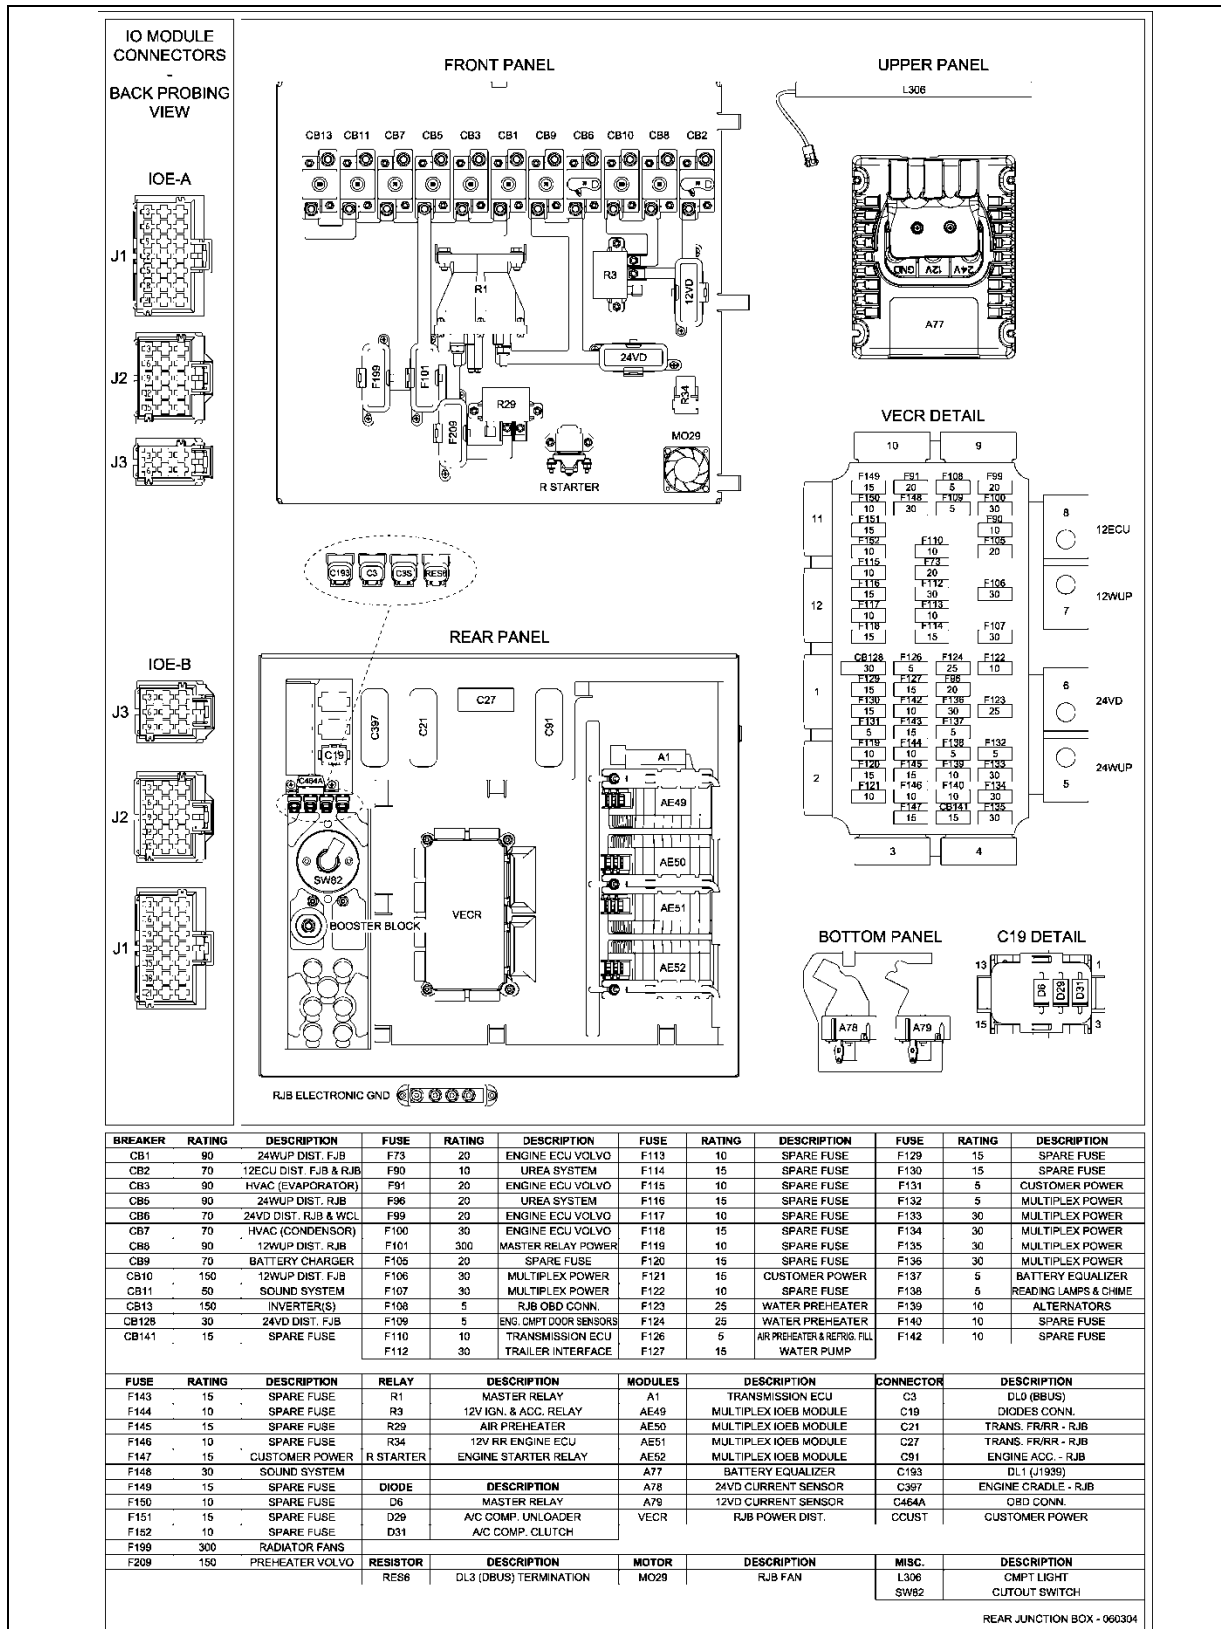 IO MODULE
CONNECTORS
-
BACK PROBING
VIEW
IOE-A
J1
J2
J3
IOE-B
J3
J2
J1
FRONT PANEL
CB13 CB11 CB7 CB5 CB3 CB1 CB9 CB6 CB10 CB8 CB2
R1
R3
12VD
24VD
F199
F101
F209
R29
R34
R STARTER
MO29
UPPER PANEL
L306
GND 12V 24V
A77
C193 C3 RES6
REAR PANEL
C397
C21
C27
C91
C19
C464A
SW82
BOOSTER BLOCK
VECR
A1
AE49
AE50
AE51
AE52
RJB ELECTRONIC GND
VECR DETAIL
10 9
11
12
1
2
3 4
8
12ECU
12WUP
7
6
24VD
24WUP
5
F149 F91 F108 F99
15 20 5 20
F150 F148 F109 F100
10 30 5 30
F151 F90
15 10
F152 F110 F105
10 10 20
F115 F73
10 20
F116 F112 F106
15 30 30
F117 F113
10 10
F118 F114 F107
15 15 30
CB128 F126 F124 F122
30 5 25 10
F129 F127 F96
15 15 20
F130 F142 F136 F123
15 10 30 25
F131 F143 F137
5 15 5
F119 F144 F138 F132
10 10 5 5
F120 F145 F139 F133
15 15 10 30
F121 F146 F140 F134
10 10 10 30
F147 CB141 F135
15 15 30
BOTTOM PANEL
A78 A79
C19 DETAIL
13 1
D6 D29 D31
15 3
BREAKER RATING DESCRIPTION FUSE RATING DESCRIPTION FUSE RATING DESCRIPTION FUSE RATING DESCRIPTION
CB1 90 24WUP DIST. FJB F73 20 ENGINE ECU VOLVO F113 10 SPARE FUSE F129 15 SPARE FUSE
CB2 70 12ECU DIST. FJB & RJB F90 10 UREA SYSTEM F114 15 SPARE FUSE F130 15 SPARE FUSE
CB3 90 HVAC (EVAPORATOR) F91 20 ENGINE ECU VOLVO F115 10 SPARE FUSE F131 5 CUSTOMER POWER
CB5 90 24WUP DIST. RJB F96 20 UREA SYSTEM F116 15 SPARE FUSE F132 5 MULTIPLEX POWER
CB6 70 24VD DIST. RJB & WCL F99 20 ENGINE ECU VOLVO F117 10 SPARE FUSE F133 30 MULTIPLEX POWER
CB7 70 HVAC (CONDENSOR) F100 30 ENGINE ECU VOLVO F118 15 SPARE FUSE F134 30 MULTIPLEX POWER
CB8 90 12WUP DIST. RJB F101 300 MASTER RELAY POWER F119 10 SPARE FUSE F135 30 MULTIPLEX POWER
CB9 70 BATTERY CHARGER F105 20 SPARE FUSE F120 15 SPARE FUSE F136 30 MULTIPLEX POWER
CB10 150 12WUP DIST. FJB F106 30 MULTIPLEX POWER F121 15 CUSTOMER POWER F137 5 BATTERY EQUALIZER
CB11 50 SOUND SYSTEM F107 30 MULTIPLEX POWER F122 10 SPARE FUSE F138 5 READING LAMPS & CHIME
CB13 150 INVERTER(S) F108 5 RJB OBD CONN. F123 25 WATER PREHEATER F139 10 ALTERNATORS
CB128 30 24VD DIST. FJB F109 5 ENG. CMPT DOOR SENSORS F124 25 WATER PREHEATER F140 10 SPARE FUSE
CB141 15 SPARE FUSE F110 10 TRANSMISSION ECU F126 5 AIR PREHEATER & REFRIG. FILL F142 10 SPARE FUSE
F112 30 TRAILER INTERFACE F127 15 WATER PUMP
FUSE RATING DESCRIPTION RELAY DESCRIPTION MODULES DESCRIPTION CONNECTOR DESCRIPTION
F143 15 SPARE FUSE R1 MASTER RELAY A1 TRANSMISSION ECU C3 DL0 (BBUS)
F144 10 SPARE FUSE R3 12V IGN. & ACC. RELAY AE49 MULTIPLEX IOEB MODULE C19 DIODES CONN.
F145 15 SPARE FUSE R29 AIR PREHEATER AE50 MULTIPLEX IOEB MODULE C21 TRANS. FR/RR - RJB
F146 10 SPARE FUSE R34 12V RR ENGINE ECU AE51 MULTIPLEX IOEB MODULE C27 TRANS. FR/RR - RJB
F147 15 CUSTOMER POWER R STARTER ENGINE STARTER RELAY AE52 MULTIPLEX IOEB MODULE C91 ENGINE ACC. - RJB
F148 30 SOUND SYSTEM A77 BATTERY EQUALIZER C193 DL1 (J1939)
F149 15 SPARE FUSE DIODE DESCRIPTION A78 24VD CURRENT SENSOR C397 ENGINE CRADLE - RJB
F150 10 SPARE FUSE D6 MASTER RELAY A79 12VD CURRENT SENSOR C464A OBD CONN.
F151 15 SPARE FUSE D29 A/C COMP. UNLOADER VECR RJB POWER DIST. CCUST CUSTOMER POWER
F152 10 SPARE FUSE D31 A/C COMP. CLUTCH
F199 300 RADIATOR FANS
F209 150 PREHEATER VOLVO RESISTOR DESCRIPTION MOTOR DESCRIPTION MISC. DESCRIPTION
RES6 DL3 (DBUS) TERMINATION MO29 RJB FAN L306 CMPT LIGHT
SW82 CUTOUT SWITCH
REAR JUNCTION BOX - 060304